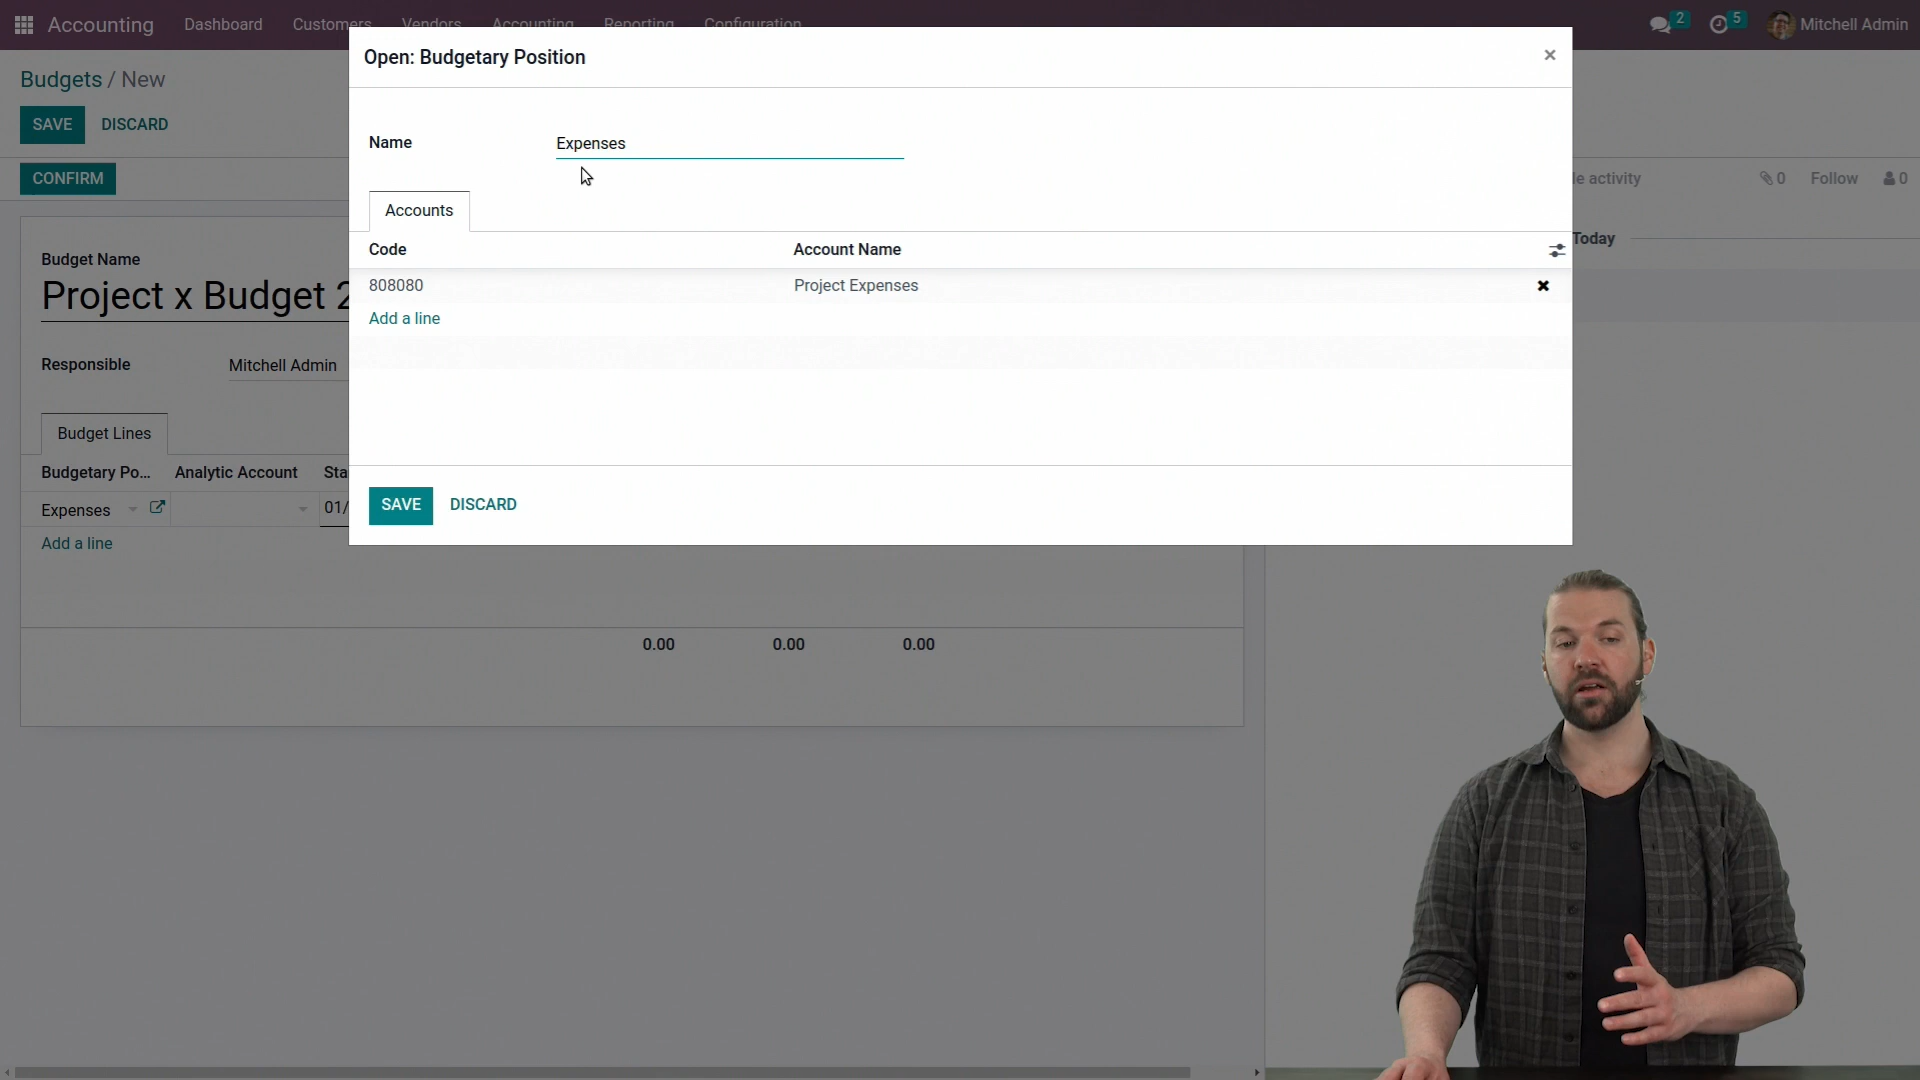 Accounting Dashboard Customers Vendors Accounting Reporting Configuration 2 5 Mitchell Admin
Open: Budgetary Position
Budgets / New
SAVE DISCARD
Name Expenses
CONFIRM
le activity 0 Follow 0
Accounts
Today
Code Account Name
Budget Name
808080 Project Expenses
Project x Budget 2
Add a line
Responsible Mitchell Admin
Budget Lines
Budgetary Po... Analytic Account Sta
SAVE DISCARD
Expenses 01/
Add a line
0.00 0.00 0.00